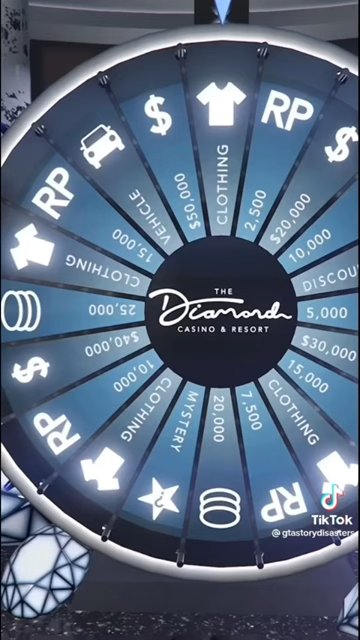 CLOTHING
RP
2,500
$
$20,000
10,000
DISCOU
5,000
$30,000
15,000
CLOTHING
RP
7,500
20,000
MYSTERY
?
CLOTHING
RP
10,000
$
$40,000
25,000
CLOTHING
RP
15,000
VEHICLE
$
$50,000
THE
Diamond
CASINO & RESORT
TikTok
@ gtastorydisasters